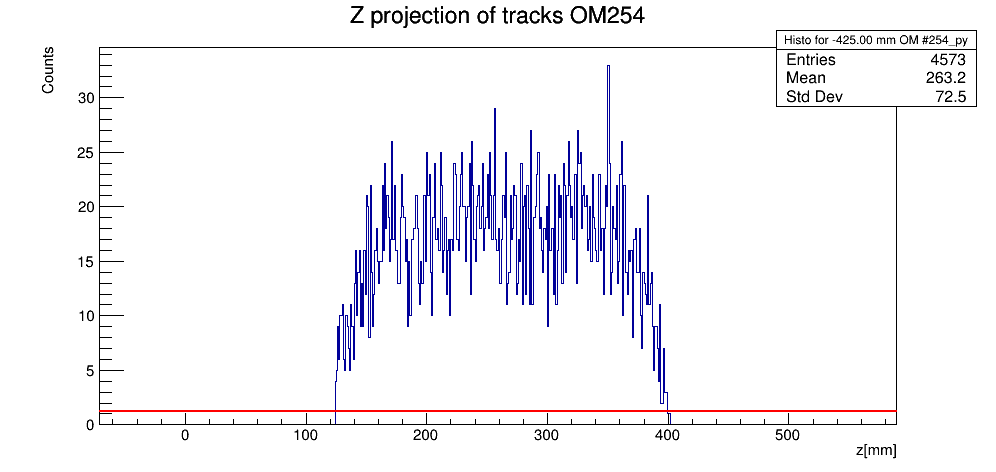 Z projection of tracks OM254
Histo for -425.00 mm OM #254_py
Entries 4573
Mean 263.2
Std Dev 72.5
Counts
30
25
20
15
10
5
0
0 100 200 300 400 500
z[mm]